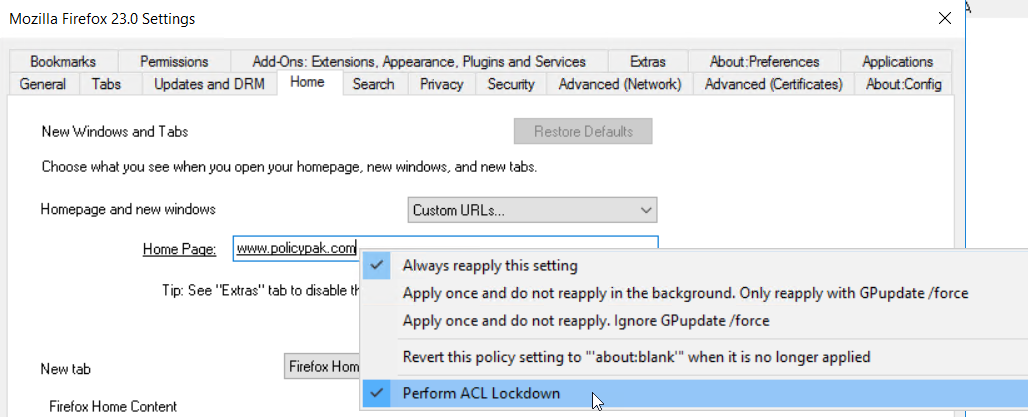 Mozilla Firefox 23.0 Settings
Bookmarks Permissions Add-Ons: Extensions, Appearance, Plugins and Services Extras About:Preferences Applications
General Tabs Updates and DRM Home Search Privacy Security Advanced (Network) Advanced (Certificates) About:Config
New Windows and Tabs Restore Defaults
Choose what you see when you open your homepage, new windows, and new tabs.
Homepage and new windows Custom URLs...
Home Page: www.policypak.com
Always reapply this setting
Tip: See "Extras" tab to disable th
Apply once and do not reapply in the background. Only reapply with GPupdate /force
Apply once and do not reapply. Ignore GPupdate /force
Revert this policy setting to "'about:blank'" when it is no longer applied
New tab Firefox Hom
Perform ACL Lockdown
Firefox Home Content